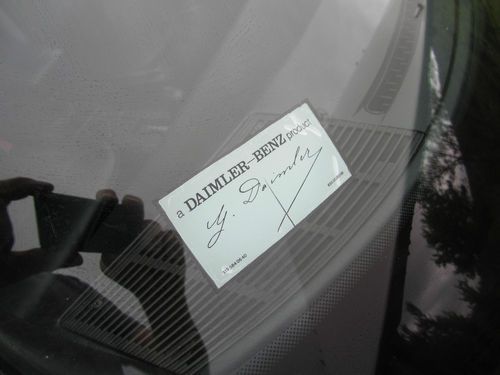 a DAIMLER-BENZ product
G. Daimler